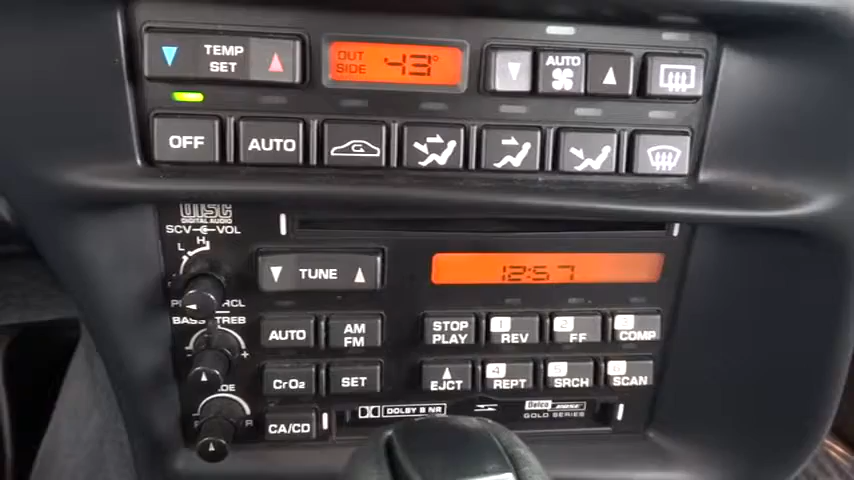 TEMP SET
OUT SIDE 43°
AUTO
OFF
AUTO
DISC
DIGITAL AUDIO
SCV VOL
L H
TUNE
12:57
BASS TREB
AUTO
AM FM
STOP PLAY
1 REV
2 FF
3 COMP
CrO2
SET
EJECT
4 REPT
5 SRCH
6 SCAN
L R
CA/CD
DOLBY B NR
Delco BOSE
GOLD SERIES